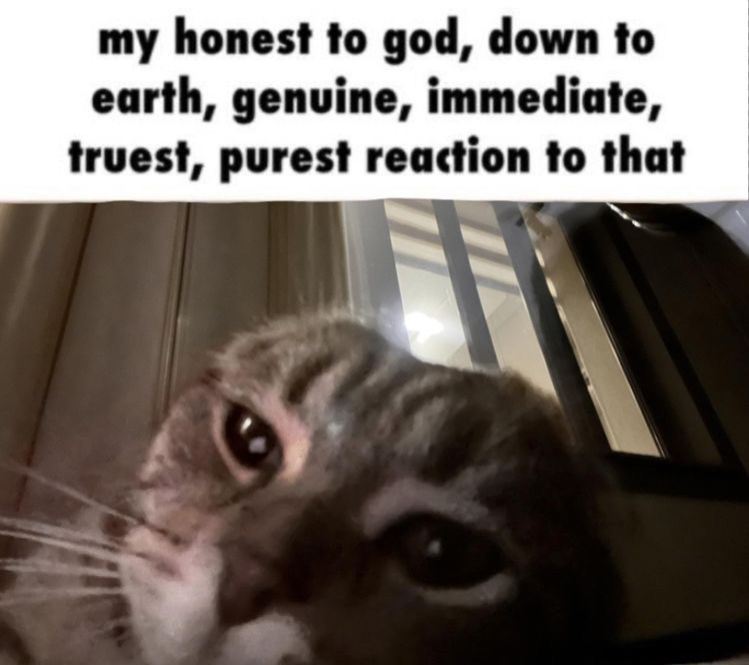 my honest to god, down to
earth, genuine, immediate,
truest, purest reaction to that